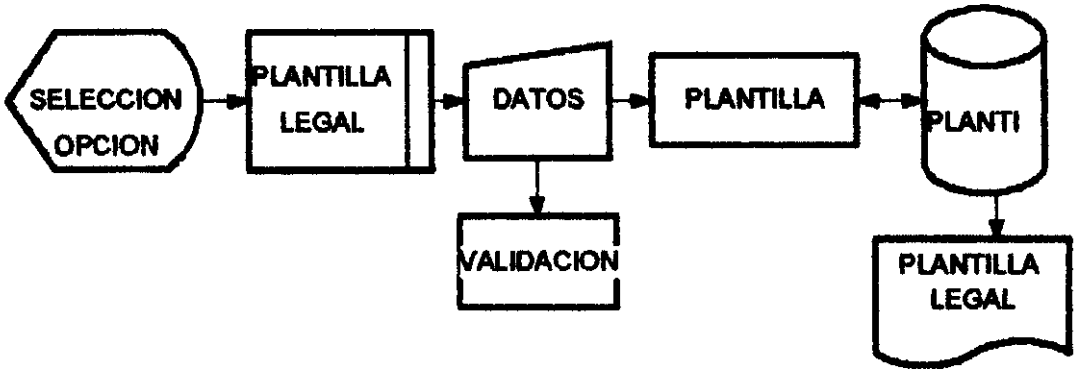 SELECCION
OPCION
PLANTILLA
LEGAL
DATOS
PLANTILLA
PLANTI
VALIDACION
PLANTILLA
LEGAL